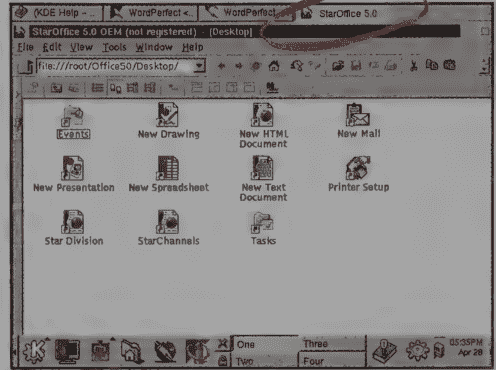 (KDE Help - .. WordPerfect <.. WordPerfect StarOffice 5.0
StarOffice 5.0 OEM (not registered) - [Desktop]
File Edit View Tools Window Help
file:///root/Office50/Desktop/
Events New Drawing New HTML Document New Mail
New Presentation New Spreadsheet New Text Document Printer Setup
Star Division StarChannels Tasks
One Three 05:35PM
Two Four Apr 28